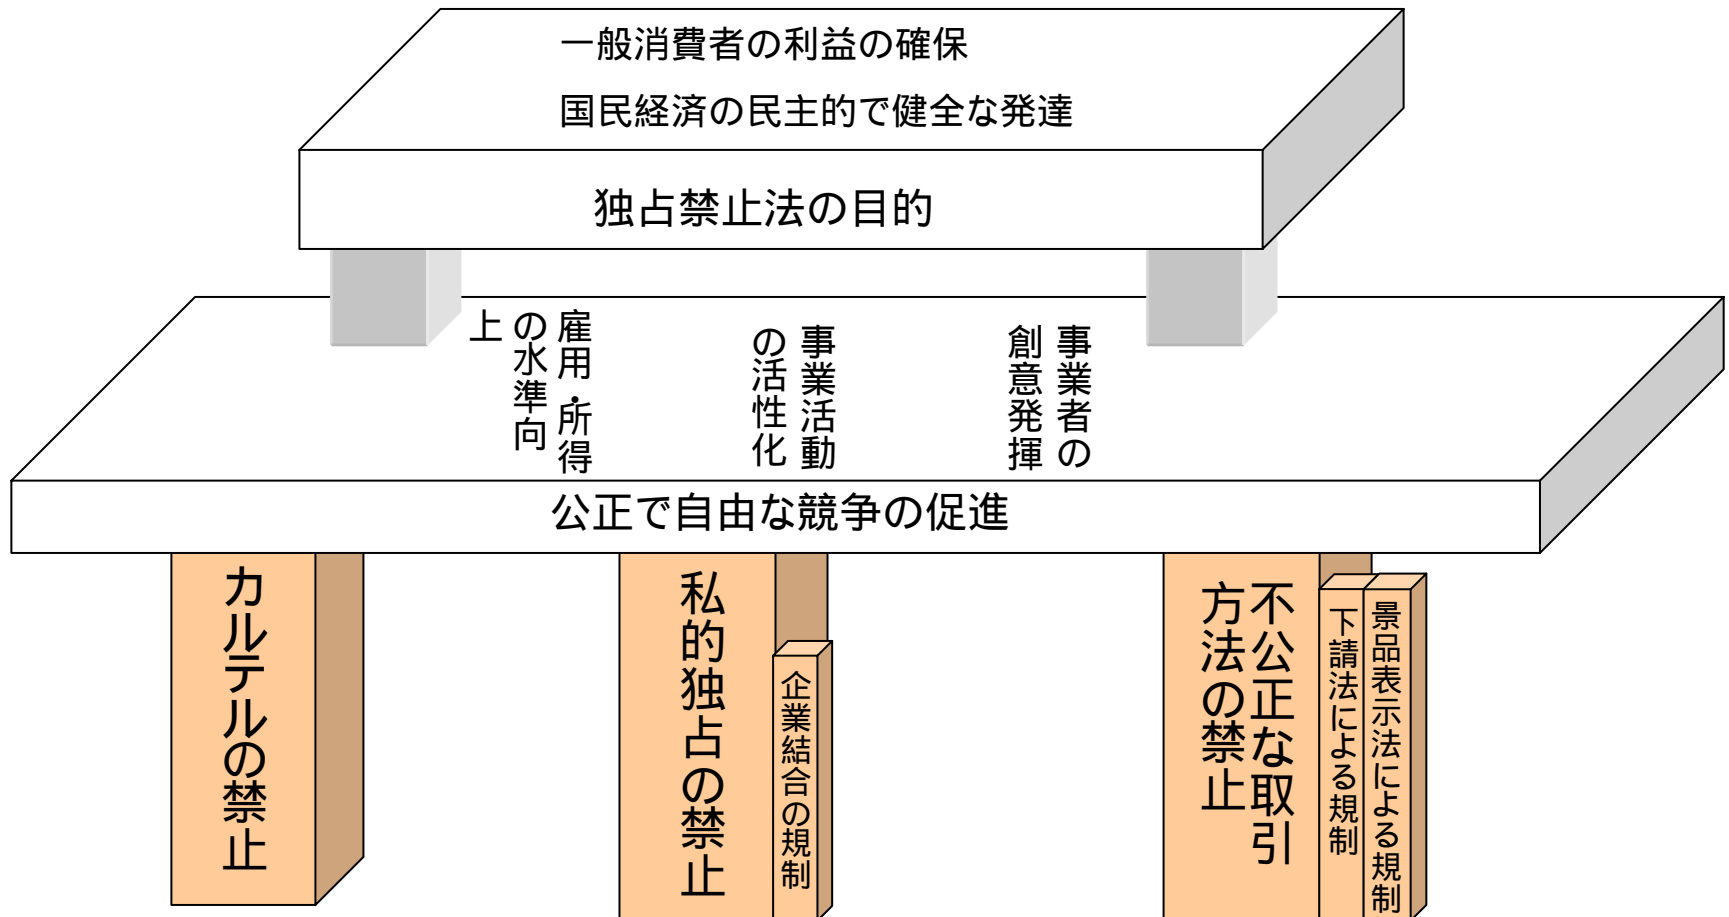 一般消費者の利益の確保
国民経済の民主的で健全な発達
独占禁止法の目的
事業者の
創意発揮
事業活動
の活性化
雇用・所得
の水準向
上
公正で自由な競争の促進
カルテルの禁止
私的独占の禁止
企業結合の規制
不公正な取引
方法の禁止
下請法による規制
景品表示法による規制